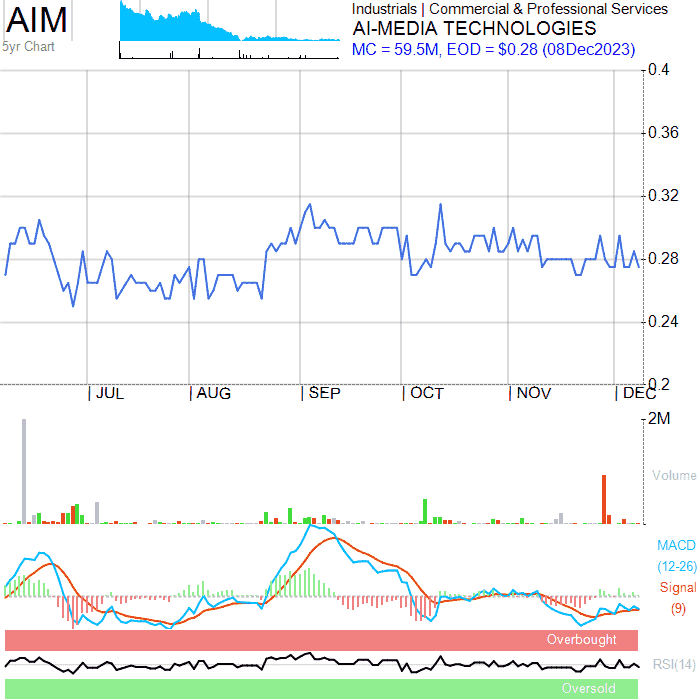 AIM
5yr Chart
Industrials | Commercial & Professional Services
AI-MEDIA TECHNOLOGIES
MC = 59.5M, EOD = $0.28 (08Dec2023)
0.4
0.36
0.32
0.28
0.24
0.2
JUL
AUG
SEP
OCT
NOV
DEC
2M
Volume
MACD
(12-26)
Signal
(9)
Overbought
RSI(14)
Oversold